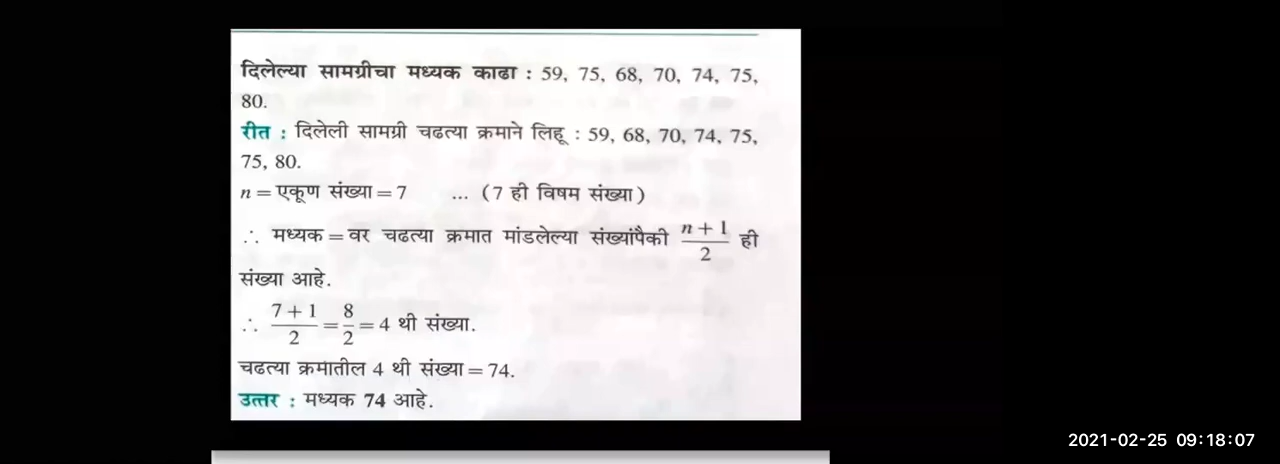 दिलेल्या सामग्रीचा मध्यक काढा : 59, 75, 68, 70, 74, 75,
80.
रीत : दिलेली सामग्री चढत्या क्रमाने लिहू : 59, 68, 70, 74, 75,
75, 80.
n = एकूण संख्या = 7 ... (7 ही विषम संख्या)
∴ मध्यक = वर चढत्या क्रमात मांडलेल्या संख्यांपैकी (n + 1)/2 ही
संख्या आहे.
∴ (7 + 1)/2 = 8/2 = 4 थी संख्या.
चढत्या क्रमातील 4 थी संख्या = 74.
उत्तर : मध्यक 74 आहे.
2021-02-25 09:18:07